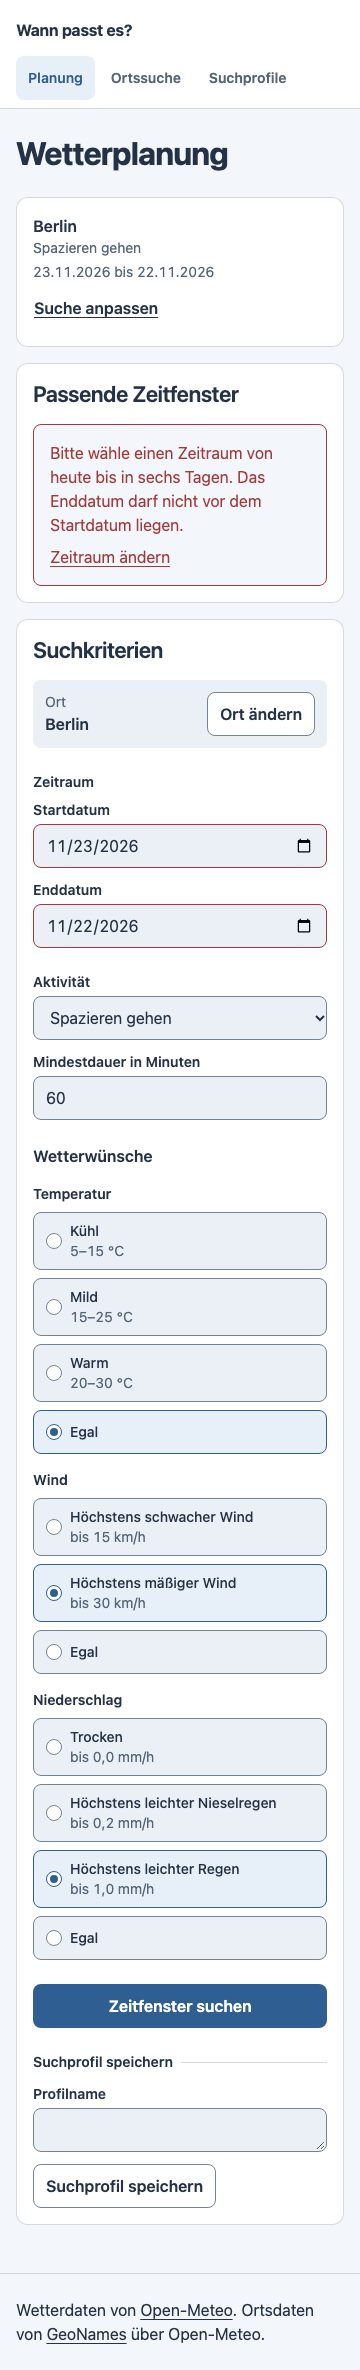 Wann passt es?
Planung
Ortssuche
Suchprofile
Wetterplanung
Berlin
Spazieren gehen
23.11.2026 bis 22.11.2026
Suche anpassen
Passende Zeitfenster
Bitte wähle einen Zeitraum von
heute bis in sechs Tagen. Das
Enddatum darf nicht vor dem
Startdatum liegen.
Zeitraum ändern
Suchkriterien
Ort
Berlin
Ort ändern
Zeitraum
Startdatum
11/23/2026
Enddatum
11/22/2026
Aktivität
Spazieren gehen
Mindestdauer in Minuten
60
Wetterwünsche
Temperatur
Kühl
5–15 °C
Mild
15–25 °C
Warm
20–30 °C
Egal
Wind
Höchstens schwacher Wind
bis 15 km/h
Höchstens mäßiger Wind
bis 30 km/h
Egal
Niederschlag
Trocken
bis 0,0 mm/h
Höchstens leichter Nieselregen
bis 0,2 mm/h
Höchstens leichter Regen
bis 1,0 mm/h
Egal
Zeitfenster suchen
Suchprofil speichern
Profilname
Suchprofil speichern
Wetterdaten von Open-Meteo. Ortsdaten
von GeoNames über Open-Meteo.